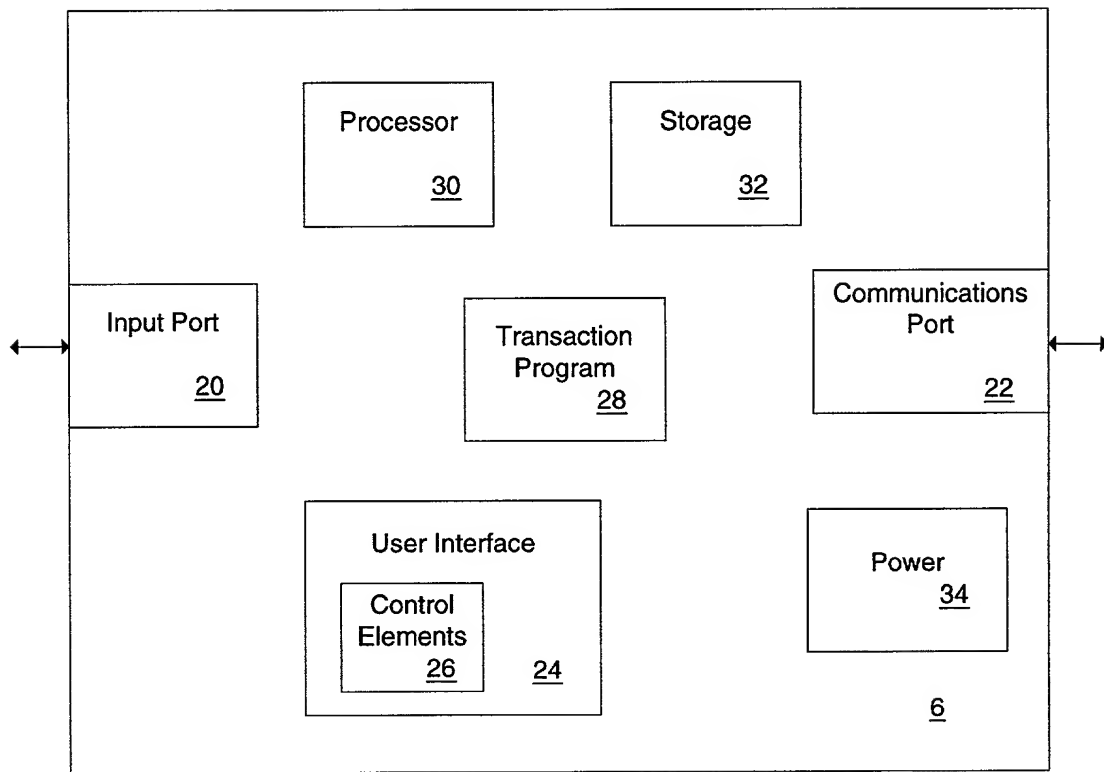 Processor
30
Storage
32
Input Port
20
Transaction
Program
28
Communications
Port
22
User Interface
Control
Elements
26
24
Power
34
6